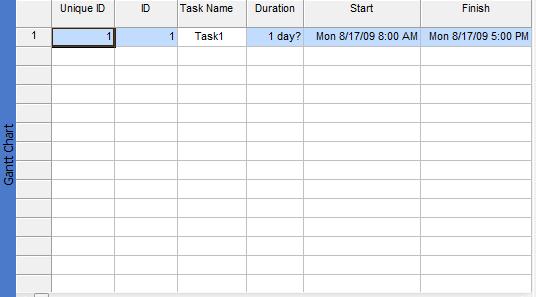 Unique ID ID Task Name Duration Start Finish
1 1 1 Task1 1 day? Mon 8/17/09 8:00 AM Mon 8/17/09 5:00 PM
Gantt Chart